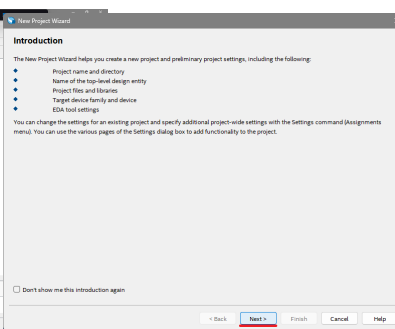 New Project Wizard
Introduction
The New Project Wizard helps you create a new project and preliminary project settings, including the following:
Project name and directory
Name of the top-level design entity
Project files and libraries
Target device family and device
EDA tool settings
You can change the settings for an existing project and specify additional project-wide settings with the Settings command (Assignments
menu). You can use the various pages of the Settings dialog box to add functionality to the project.
Don't show me this introduction again
< Back Next > Finish Cancel Help